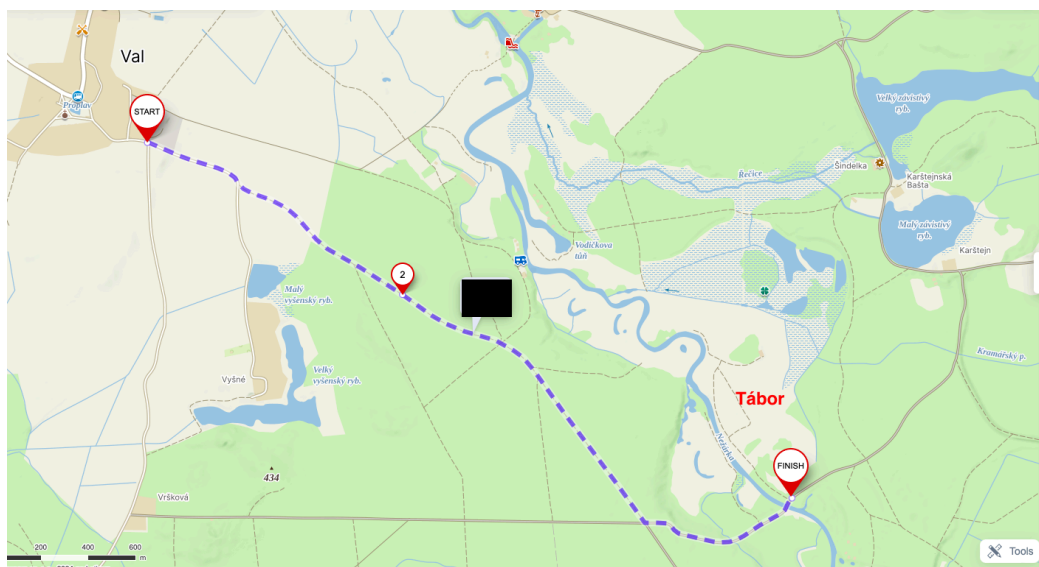 Val
Proplav
START
Velký závistivý
ryb.
Šindelka
Karštejnská
Bašta
Řečice
Malý závistivý
ryb.
Karštejn
Vodičkova
tůň
2
Malý
vyšenský ryb.
Velký
vyšenský ryb.
Vyšné
Kramářský p.
Tábor
Nežárka
FINISH
434
Vršková
200 400 600
m
Tools